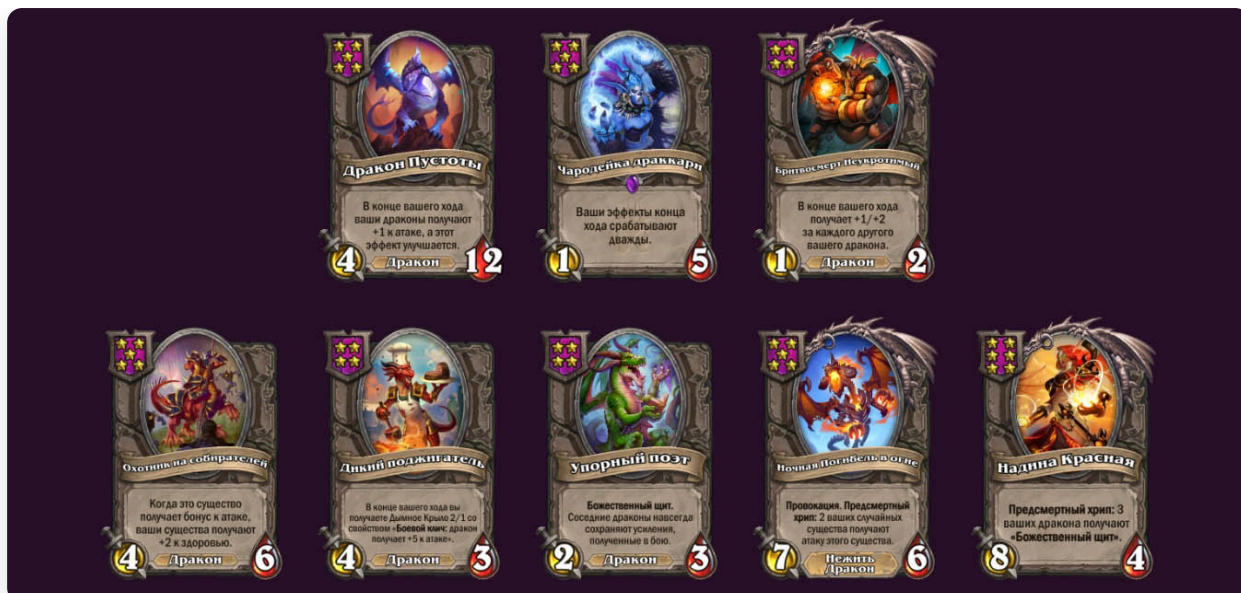 Дракон Пустоты
В конце вашего хода
ваши драконы получают
+1 к атаке, а этот
эффект улучшается.
4
Дракон
12
Чародейка драккари
Ваши эффекты конца
хода срабатывают
дважды.
1
5
Бритвосмерт Неукротимый
В конце вашего хода
получает +1/+2
за каждого другого
вашего дракона.
1
Дракон
2
Охотник на собирателей
Когда это существо
получает бонус к атаке,
ваши существа получают
+2 к здоровью.
4
Дракон
6
Дикий поджигатель
В конце вашего хода вы
получаете Дымное Крыло 2/1 со
свойством «Боевой клич: дракон
получает +5 к атаке».
4
Дракон
3
Упорный поэт
Божественный щит.
Соседние драконы навсегда
сохраняют усиления,
полученные в бою.
2
Дракон
3
Ночная Погибель в огне
Провокация. Предсмертный
хрип: 2 ваших случайных
существа получают
атаку этого существа.
7
Нежить
Дракон
6
Надина Красная
Предсмертный хрип: 3
ваших дракона получают
«Божественный щит».
8
Дракон
4